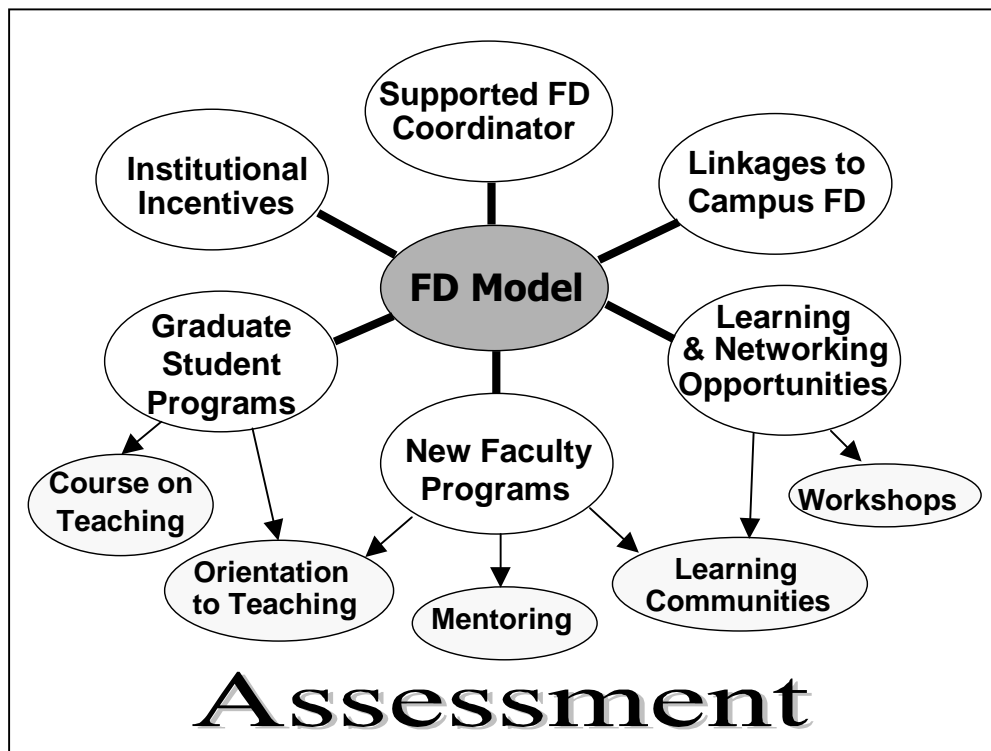 Supported FD
Coordinator
Institutional
Incentives
Linkages to
Campus FD
FD Model
Graduate
Student
Programs
Learning
& Networking
Opportunities
New Faculty
Programs
Course on
Teaching
Workshops
Orientation
to Teaching
Mentoring
Learning
Communities
Assessment